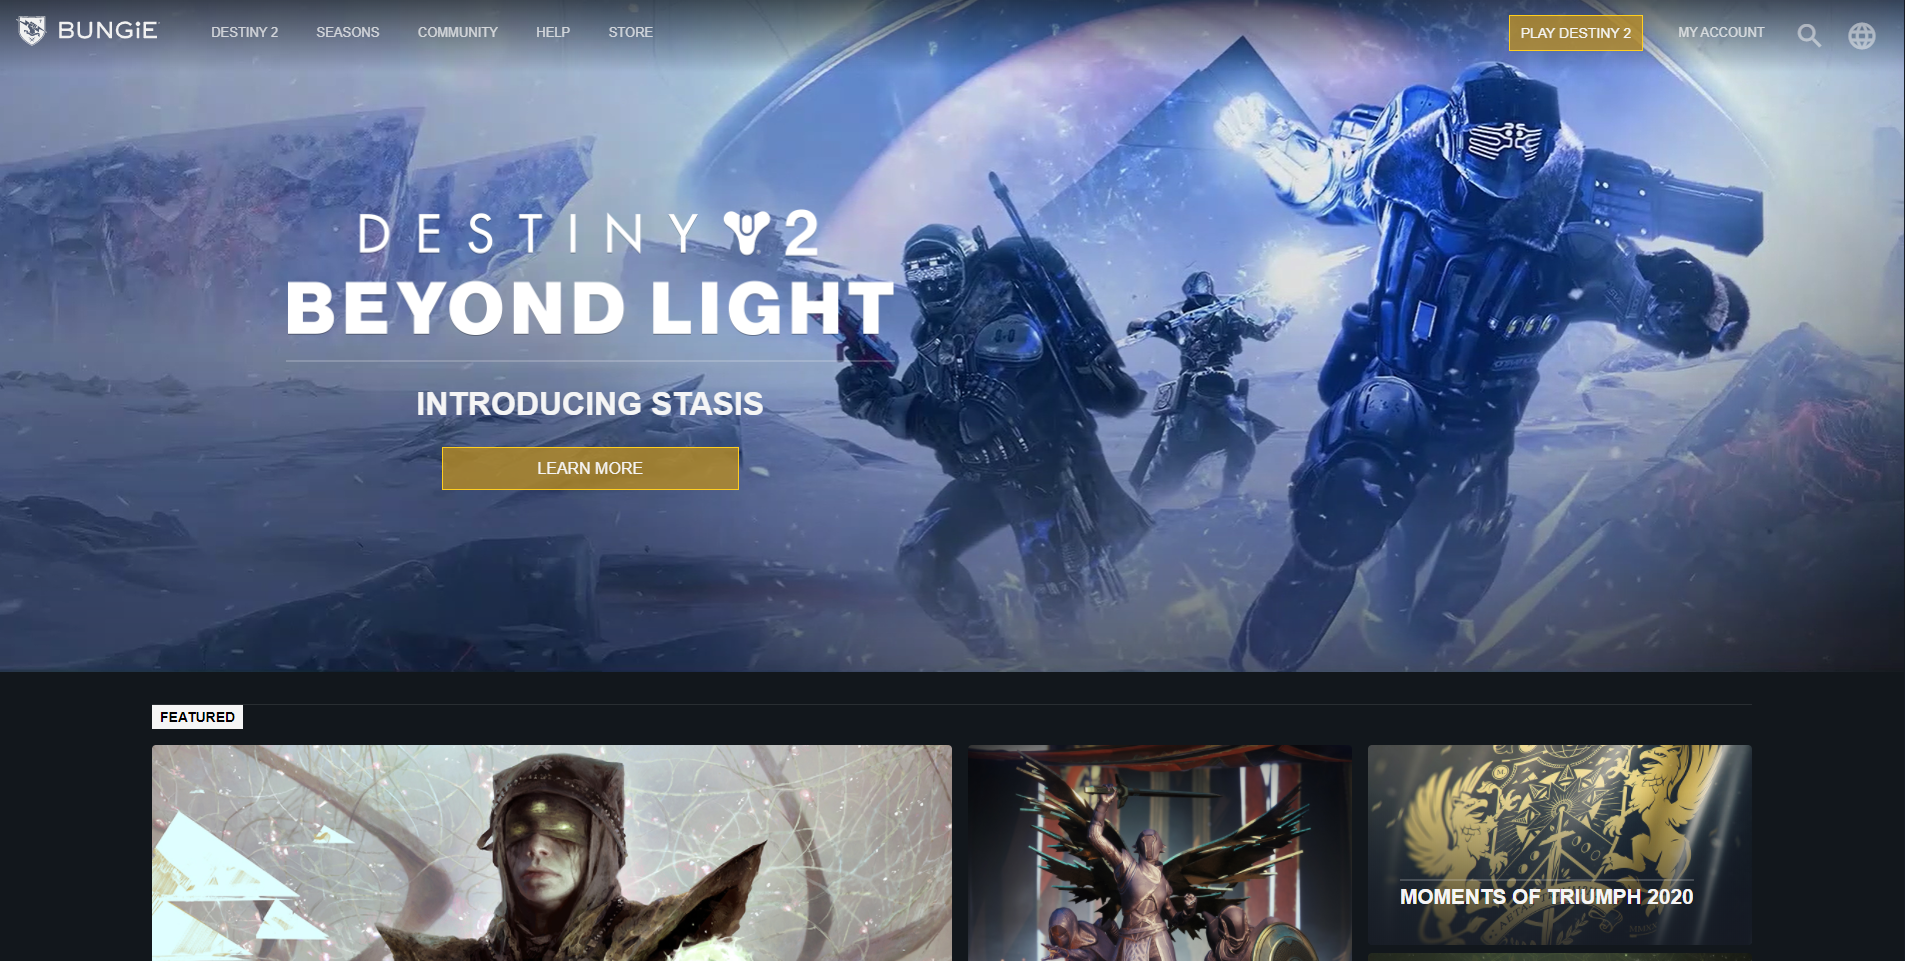 BUNGiE
DESTINY 2
SEASONS
COMMUNITY
HELP
STORE
PLAY DESTINY 2
MY ACCOUNT
DESTINY 2
BEYOND LIGHT
INTRODUCING STASIS
LEARN MORE
FEATURED
MOMENTS OF TRIUMPH 2020